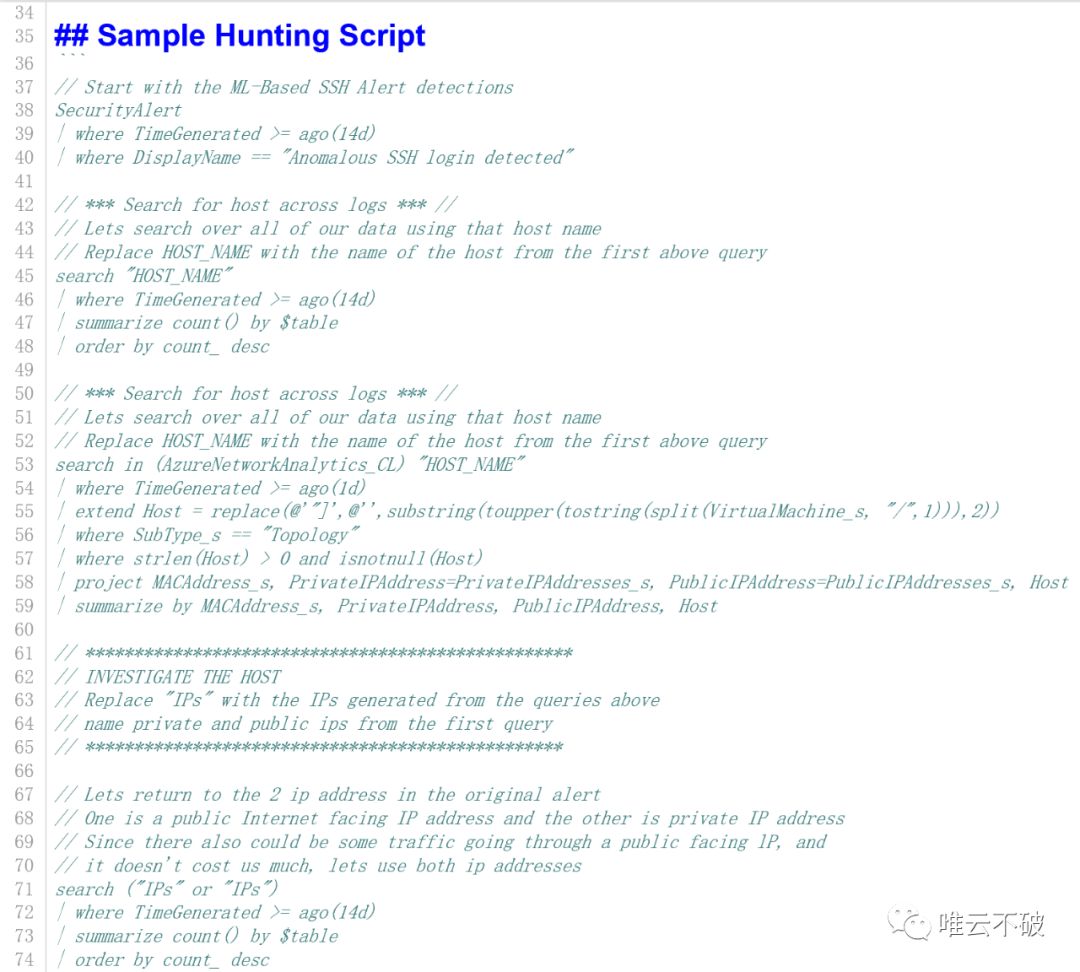 34
35 ## Sample Hunting Script
36 ```
37 // Start with the ML-Based SSH Alert detections
38 SecurityAlert
39 | where TimeGenerated >= ago(14d)
40 | where DisplayName == "Anomalous SSH login detected"
41
42 // *** Search for host across logs *** //
43 // Lets search over all of our data using that host name
44 // Replace HOST_NAME with the name of the host from the first above query
45 search "HOST_NAME"
46 | where TimeGenerated >= ago(14d)
47 | summarize count() by $table
48 | order by count_ desc
49
50 // *** Search for host across logs *** //
51 // Lets search over all of our data using that host name
52 // Replace HOST_NAME with the name of the host from the first above query
53 search in (AzureNetworkAnalytics_CL) "HOST_NAME"
54 | where TimeGenerated >= ago(1d)
55 | extend Host = replace(@'"]',@'',substring(toupper(tostring(split(VirtualMachine_s, "/",1))),2))
56 | where SubType_s == "Topology"
57 | where strlen(Host) > 0 and isnotnull(Host)
58 | project MACAddress_s, PrivateIPAddress=PrivateIPAddresses_s, PublicIPAddress=PublicIPAddresses_s, Host
59 | summarize by MACAddress_s, PrivateIPAddress, PublicIPAddress, Host
60
61 // **************************************************
62 // INVESTIGATE THE HOST
63 // Replace "IPs" with the IPs generated from the queries above
64 // name private and public ips from the first query
65 // *************************************************
66
67 // Lets return to the 2 ip address in the original alert
68 // One is a public Internet facing IP address and the other is private IP address
69 // Since there also could be some traffic going through a public facing lP, and
70 // it doesn't cost us much, lets use both ip addresses
71 search ("IPs" or "IPs")
72 | where TimeGenerated >= ago(14d)
73 | summarize count() by $table
74 | order by count_ desc
唯云不破